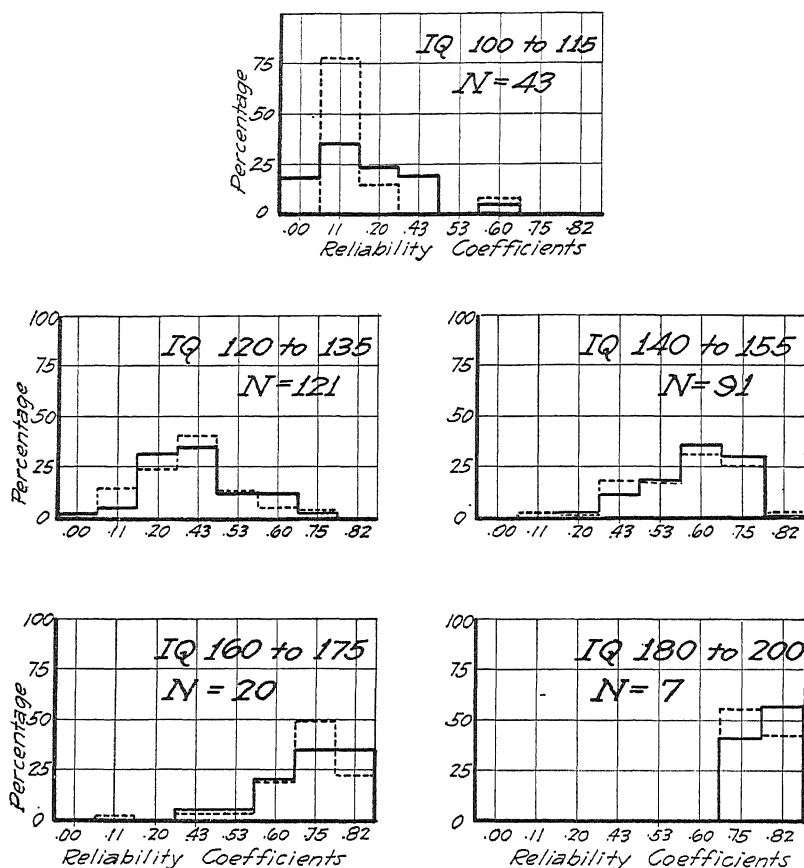 IQ 100 to 115
N=43
Percentage
75
50
25
0
.00 .11 .20 .43 .53 .60 .75 .82
Reliability Coefficients
IQ 120 to 135
N=121
Percentage
100
75
50
25
0
.00 .11 .20 .43 .53 .60 .75 .82
IQ 140 to 155
N=91
100
75
50
25
0
.00 .11 .20 .43 .53 .60 .75 .82
IQ 160 to 175
N=20
Percentage
100
75
50
25
0
.00 .11 .20 .43 .53 .60 .75 .82
Reliability Coefficients
IQ 180 to 200
N=7
100
75
50
25
0
.00 .11 .20 .43 .53 .60 .75 .82
Reliability Coefficients